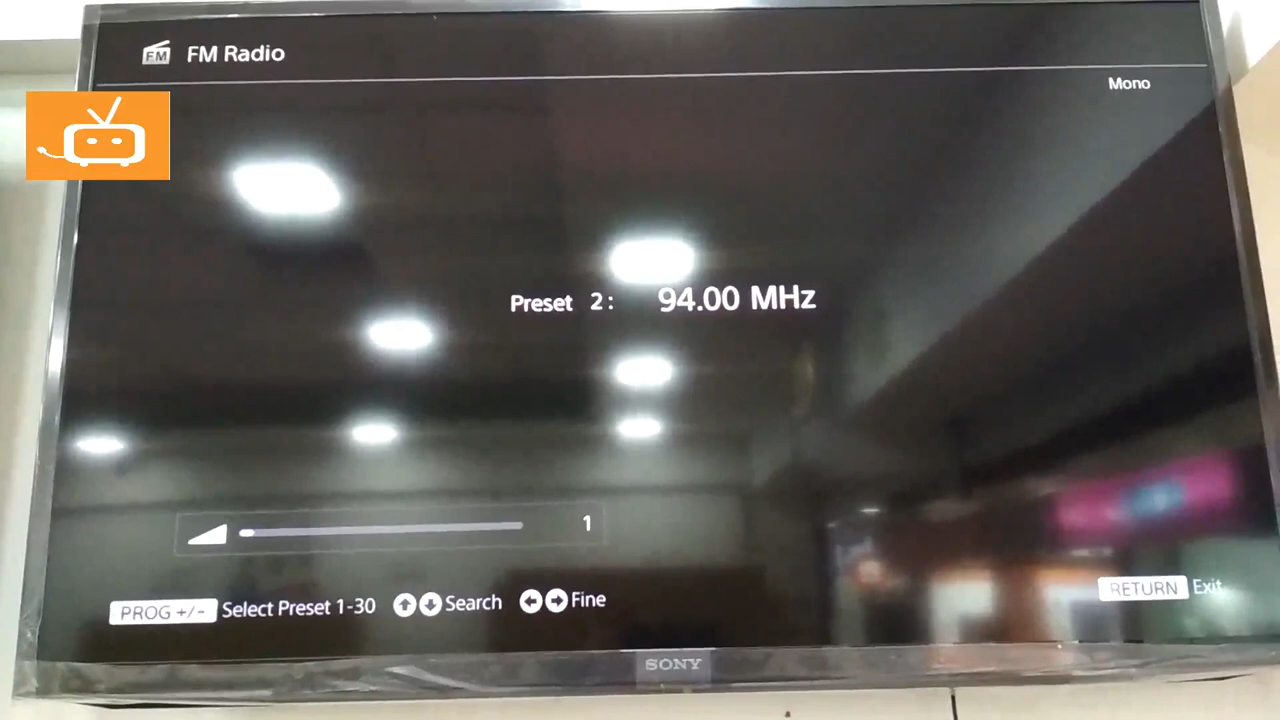 FM FM Radio
Mono
Preset 2: 94.00 MHz
1
PROG +/- Select Preset 1-30 Search Fine
RETURN Exit
SONY